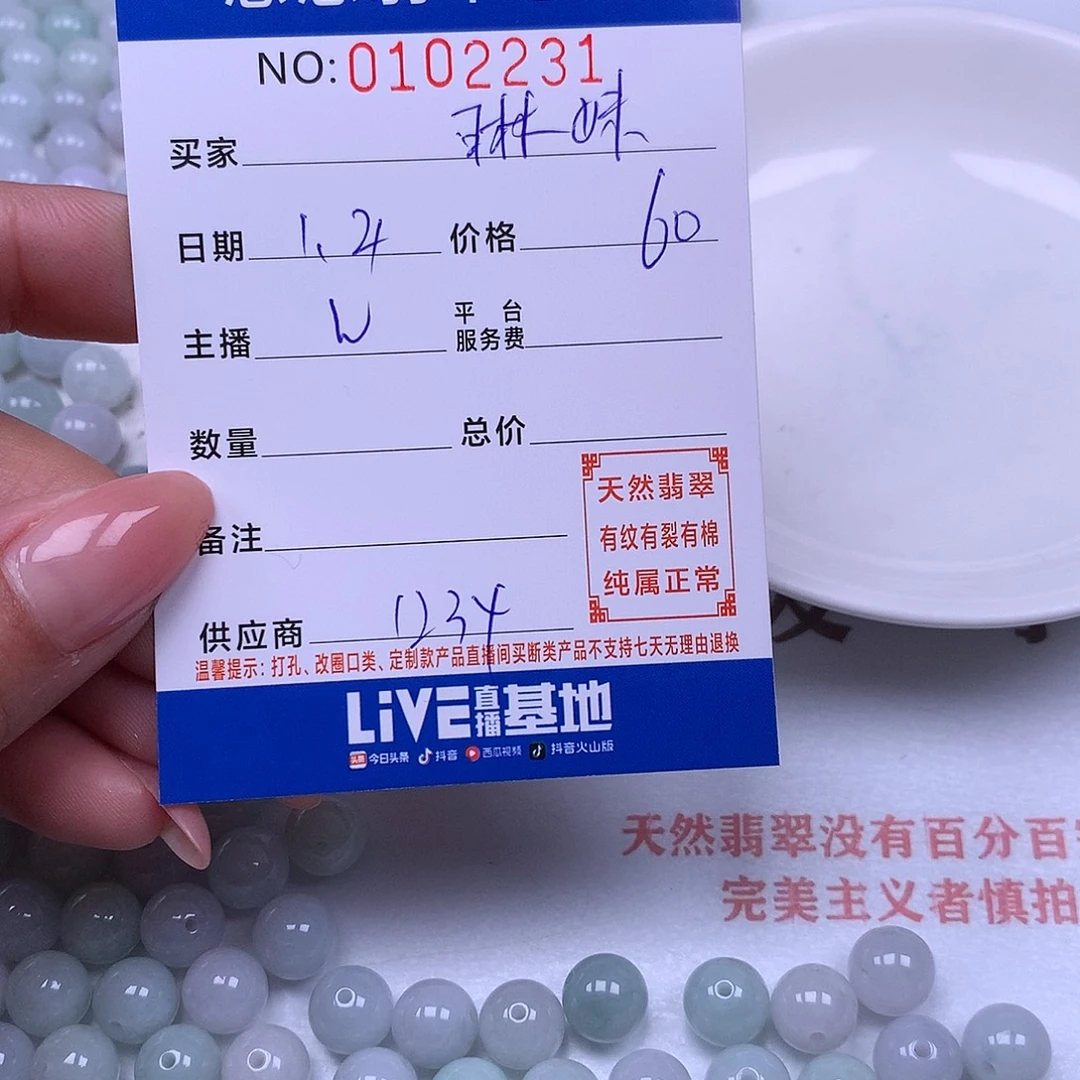 NO:0102231
买家 琳妹
日期 1.24 价格 60
主播 W 平台服务费
数量 总价
天然翡翠
有纹有裂有棉
备注
纯属正常
供应商 1234
温馨提示：打孔、改圈口类、定制款产品直播间买断类产品不支持七天无理由退换
LiVE直播基地
头条 今日头条 抖音 西瓜视频 抖音火山版
天然翡翠没有百分百
完美主义者慎拍